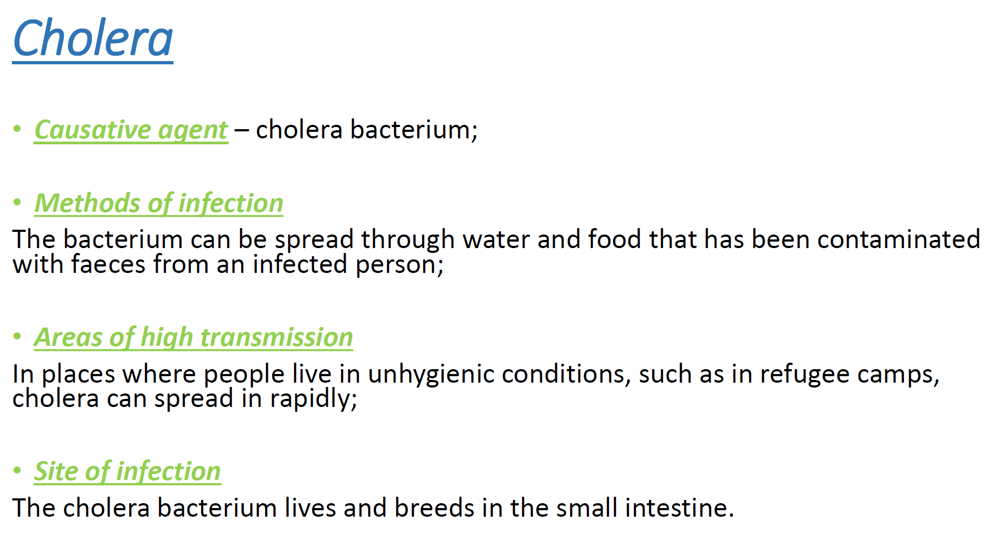 Cholera
• Causative agent – cholera bacterium;
• Methods of infection
The bacterium can be spread through water and food that has been contaminated
with faeces from an infected person;
• Areas of high transmission
In places where people live in unhygienic conditions, such as in refugee camps,
cholera can spread in rapidly;
• Site of infection
The cholera bacterium lives and breeds in the small intestine.